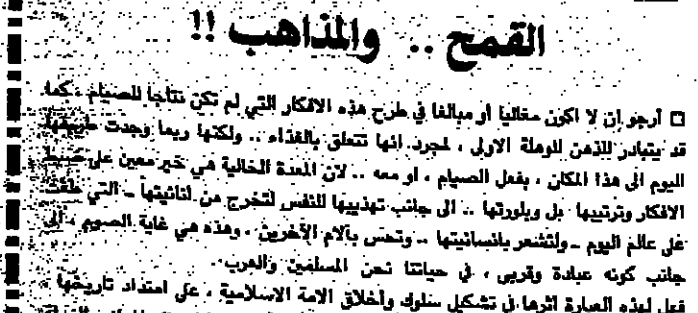 القمح .. والمذاهب !!
□ أرجو ان لا اكون مغاليا أو مبالغا في طرح هذه الافكار التي لم تكن نتاجا للصيام ، كما
قد يتبادر للذهن للوهلة الاولى ، لمجرد انها تتعلق بالغذاء .. ولكنها ربما وجدت طريقها
اليوم الى هذا المكان ، بفعل الصيام ، او معه .. لان المعدة الخالية هي خير معين على ضبط
الافكار وترتيبها بل وبلورتها .. الى جانب تهذيبها للنفس لتخرج من انانيتها – التي طغت
على عالم اليوم – ولتشعر بانسانيتها .. وتحس بآلام الآخرين ، وهذه هي غاية الصوم ، الى
جانب كونه عبادة وقربى ، في حياتنا نحن المسلمين والعرب.
فعل لهذه العبارة اثرها في تشكيل سلوك وأخلاق الامة الاسلامية ، على امتداد تاريخها ،